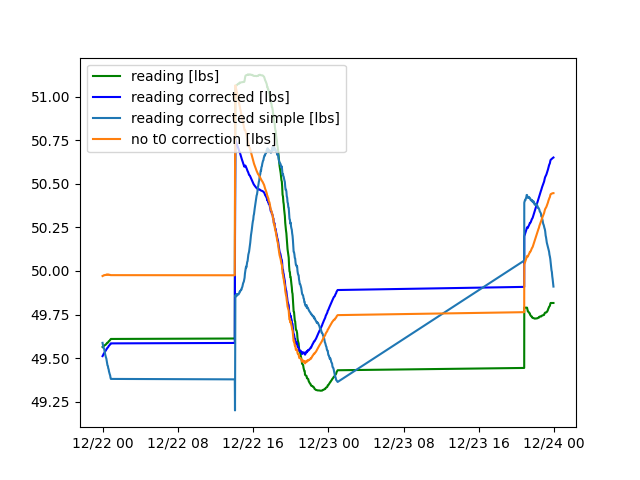 reading [lbs]
reading corrected [lbs]
reading corrected simple [lbs]
no t0 correction [lbs]
51.00
50.75
50.50
50.25
50.00
49.75
49.50
49.25
12/22 00 12/22 08 12/22 16 12/23 00 12/23 08 12/23 16 12/24 00